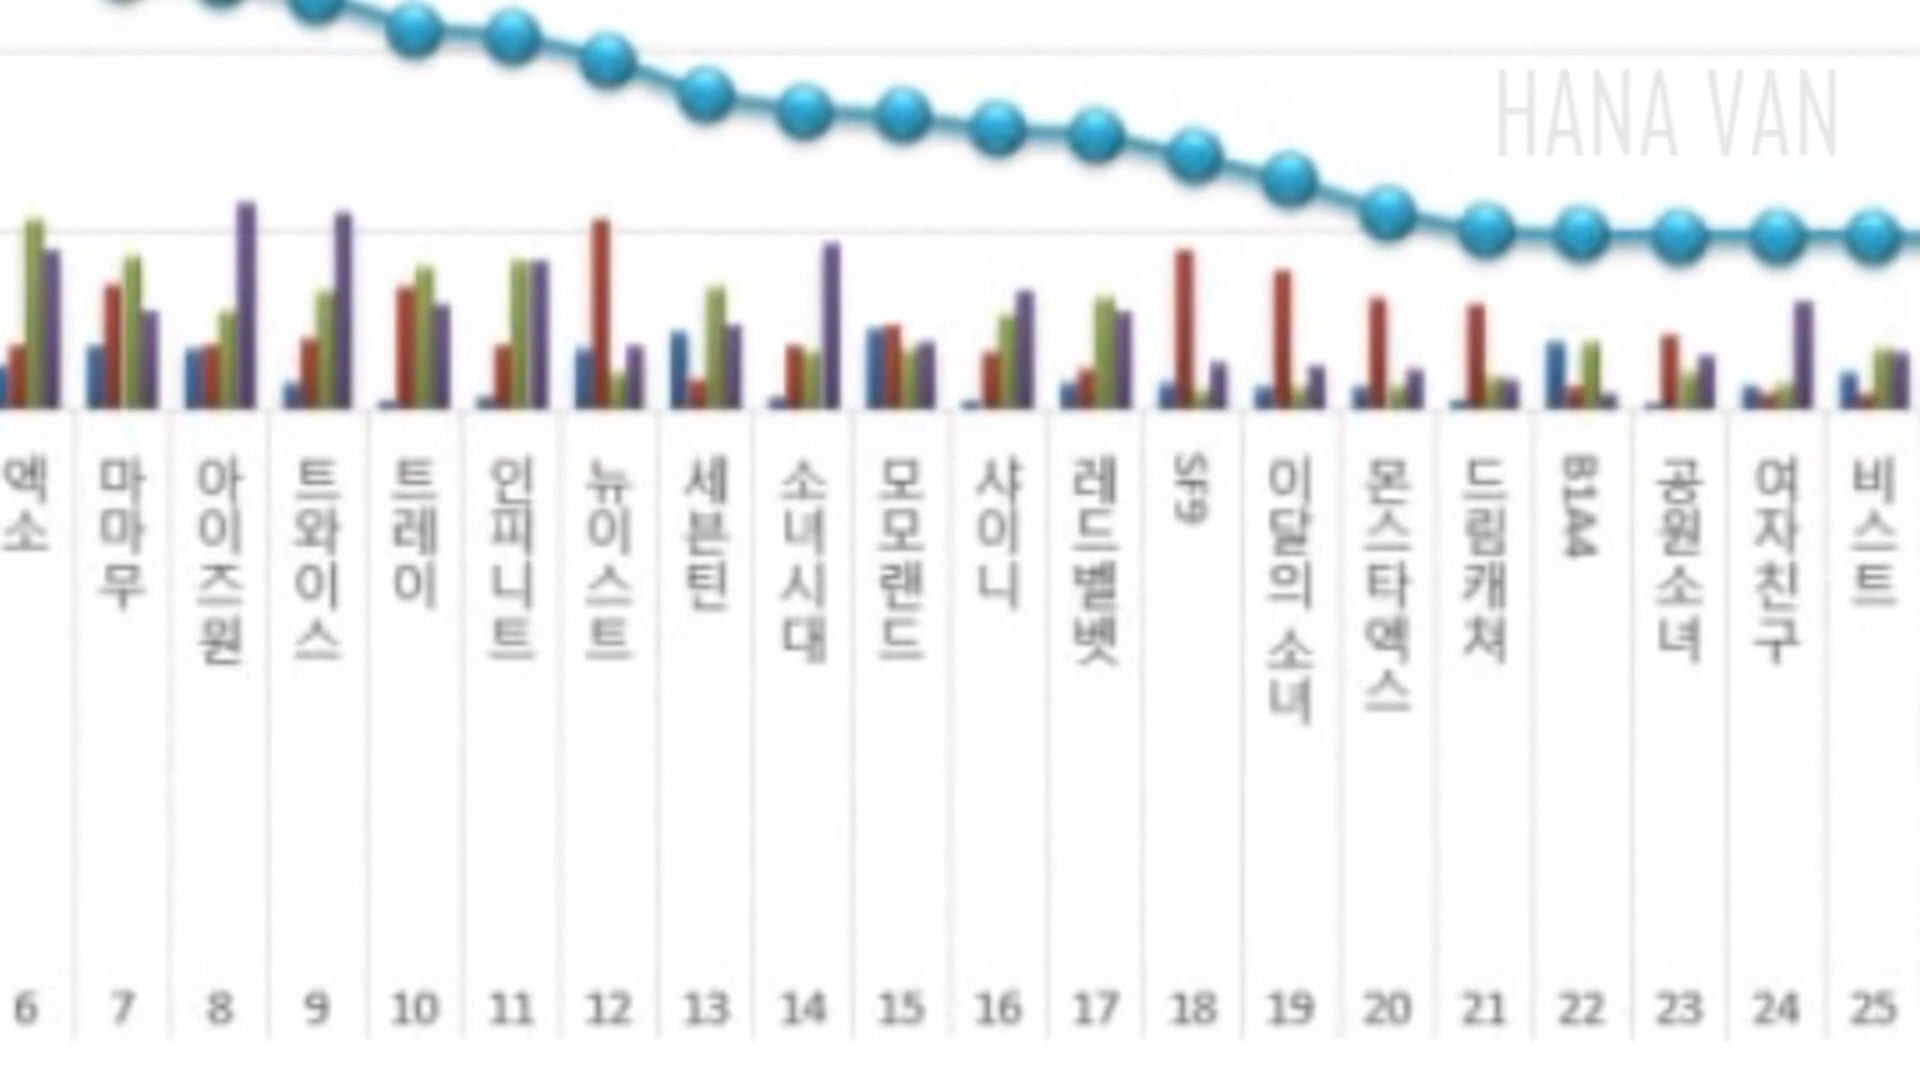 HANA VAN
엑소
마마무
아이즈원
트와이스
트레이
인피니트
뉴이스트
세븐틴
소녀시대
모모랜드
샤이니
레드벨벳
SF9
이달의 소녀
몬스타엑스
드림캐쳐
B1A4
공원소녀
여자친구
비스트
6 7 8 9 10 11 12 13 14 15 16 17 18 19 20 21 22 23 24 25